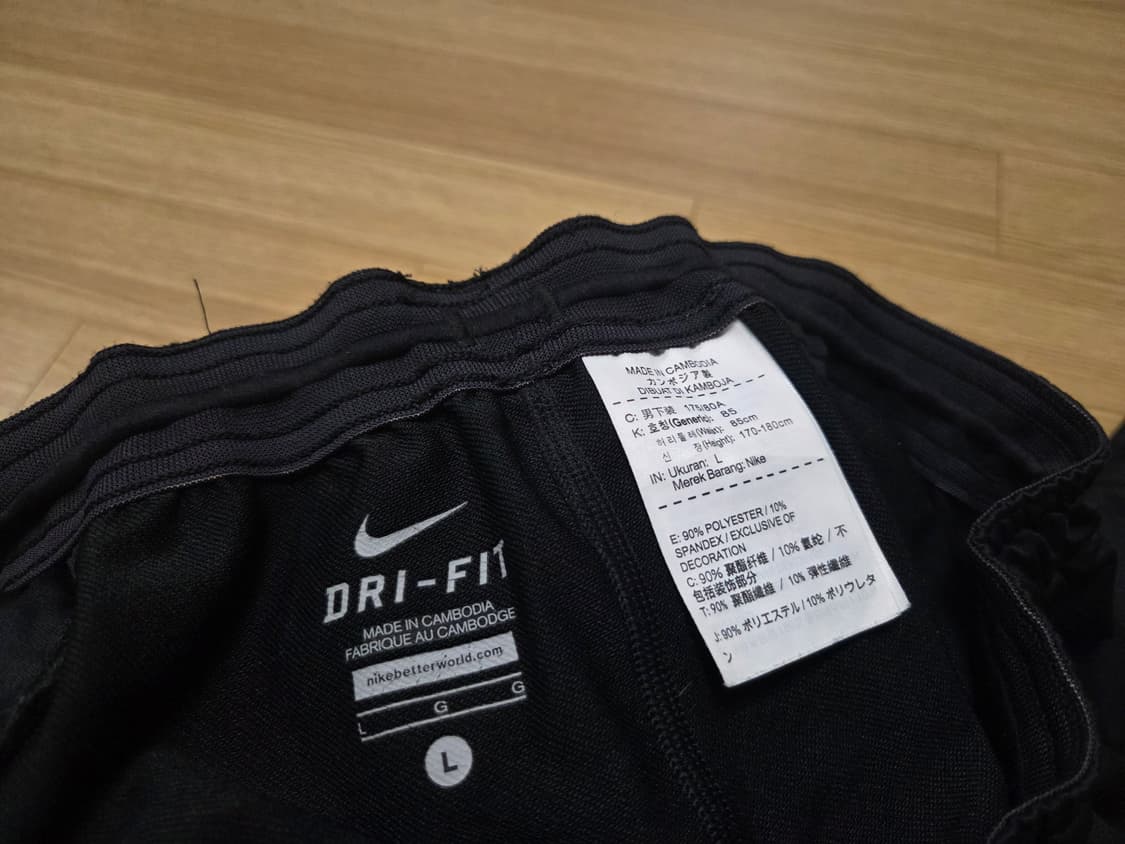 DRI-FIT
MADE IN CAMBODIA
FABRIQUE AU CAMBODGE
nikebetterworld.com
L G G
L
MADE IN CAMBODIA
カンボジア製
DIBUAT DI KAMBOJA
C: 男下装 175/80A
K: 호칭(Generic): 85
허리둘레(Waist): 85cm
신 장(Height): 170-180cm
IN: Ukuran: L
Merek Barang: Nike
E: 90% POLYESTER / 10%
SPANDEX / EXCLUSIVE OF
DECORATION
C: 90% 聚酯纤维 / 10% 氨纶 / 不
包括装饰部分
T: 90% 聚酯纖維 / 10% 彈性纖維
J: 90% ポリエステル / 10% ポリウレタ
ン